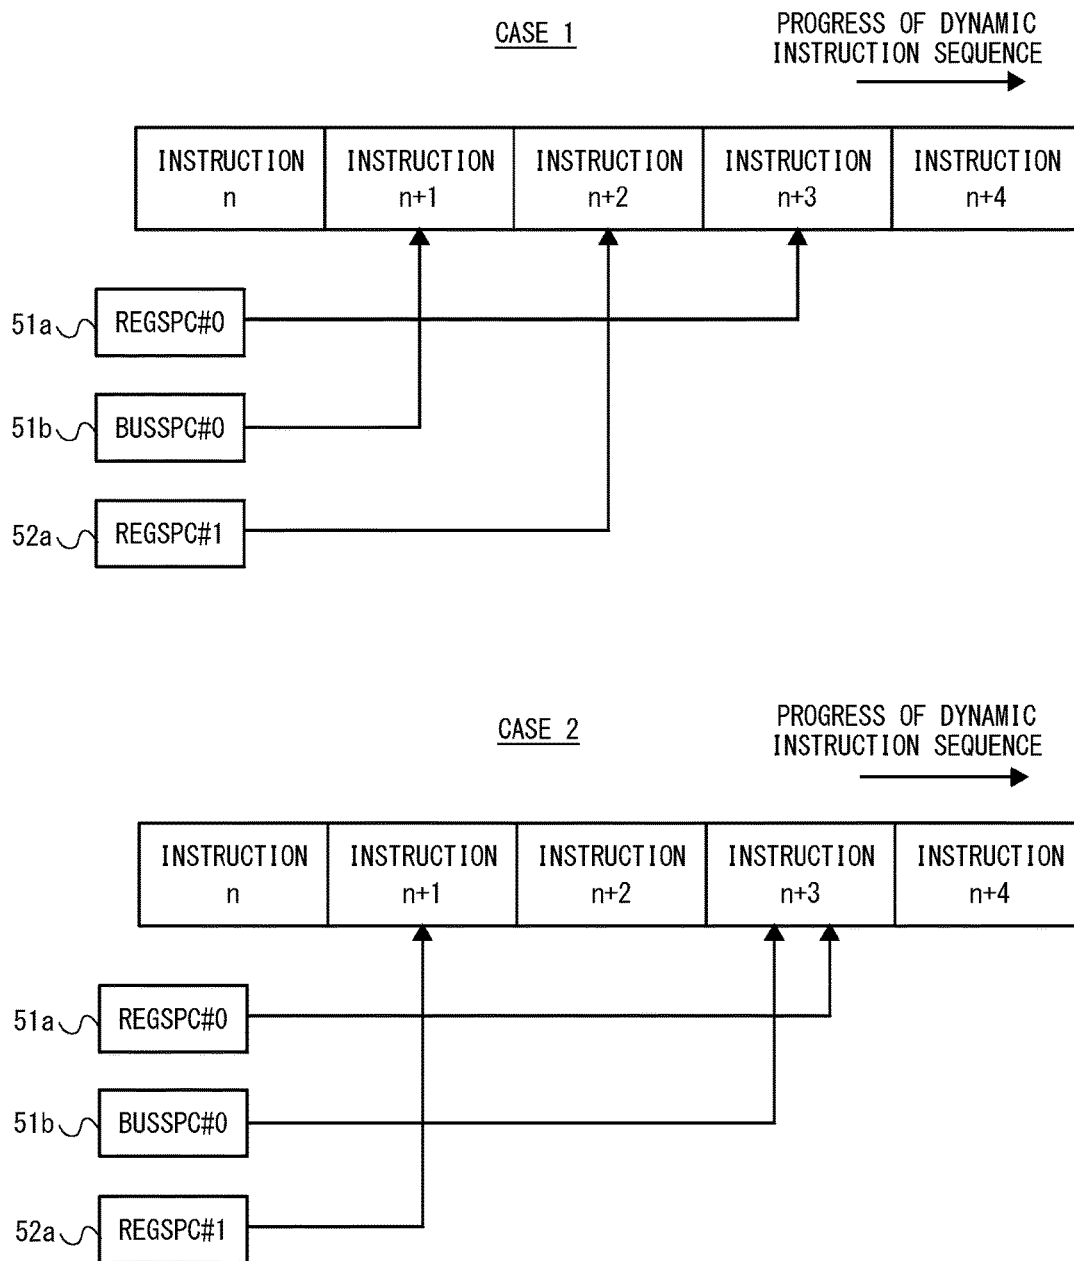 CASE 1
PROGRESS OF DYNAMIC
INSTRUCTION SEQUENCE
INSTRUCTION n
INSTRUCTION n+1
INSTRUCTION n+2
INSTRUCTION n+3
INSTRUCTION n+4
51a REGSPC#0
51b BUSSPC#0
52a REGSPC#1
CASE 2
PROGRESS OF DYNAMIC
INSTRUCTION SEQUENCE
INSTRUCTION n
INSTRUCTION n+1
INSTRUCTION n+2
INSTRUCTION n+3
INSTRUCTION n+4
51a REGSPC#0
51b BUSSPC#0
52a REGSPC#1